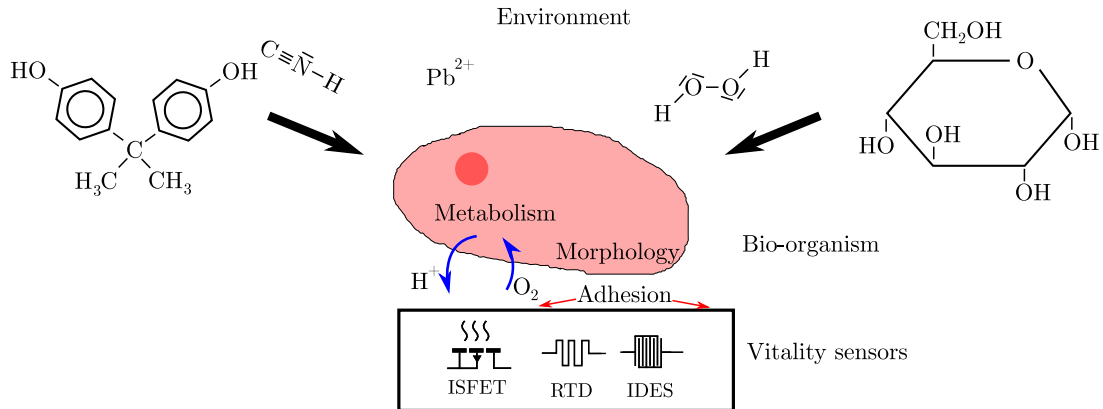 Environment
HO
OH
C
H₃C
CH₃
C≡N̅-H
Pb²⁺
H
O-O
H
CH₂OH
O
HO
OH
OH
OH
Metabolism
Morphology
Bio-organism
H⁺
O₂
Adhesion
Vitality sensors
ISFET
RTD
IDES